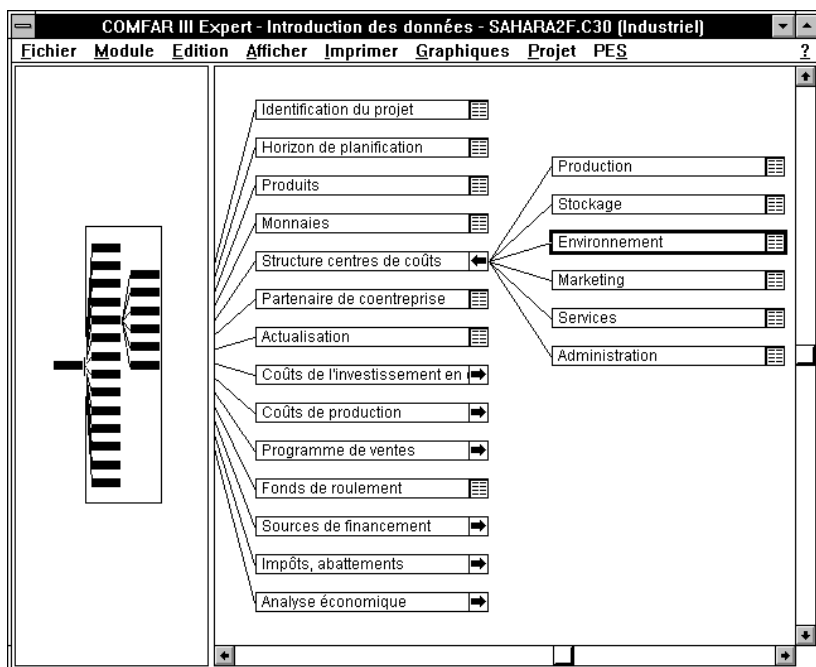 COMFAR III Expert - Introduction des données - SAHARA2F.C30 (Industriel)
Fichier Module Edition Afficher Imprimer Graphiques Projet PES ?
Identification du projet
Horizon de planification
Produits
Monnaies
Structure centres de coûts
Partenaire de coentreprise
Actualisation
Coûts de l'investissement en
Coûts de production
Programme de ventes
Fonds de roulement
Sources de financement
Impôts, abattements
Analyse économique
Production
Stockage
Environnement
Marketing
Services
Administration